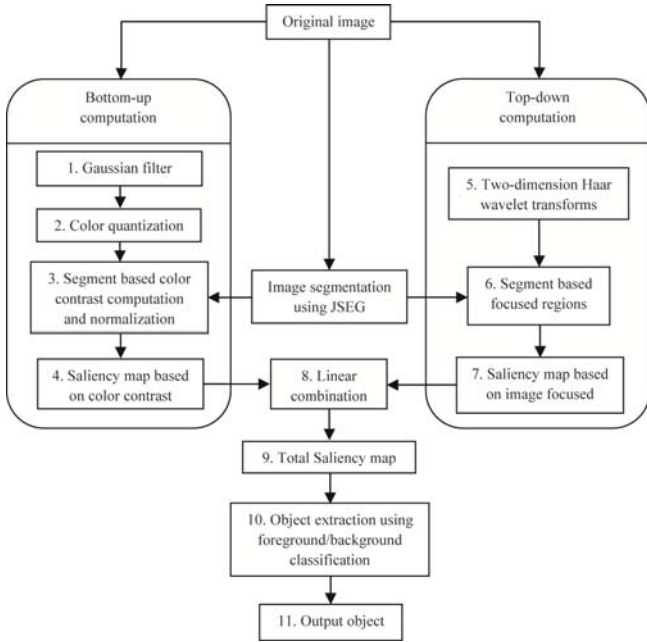 Original image
Bottom-up
computation
1. Gaussian filter
2. Color quantization
3. Segment based color
contrast computation
and normalization
4. Saliency map based
on color contrast
Image segmentation
using JSEG
Top-down
computation
5. Two-dimension Haar
wavelet transforms
6. Segment based
focused regions
7. Saliency map based
on image focused
8. Linear
combination
9. Total Saliency map
10. Object extraction using
foreground/background
classification
11. Output object